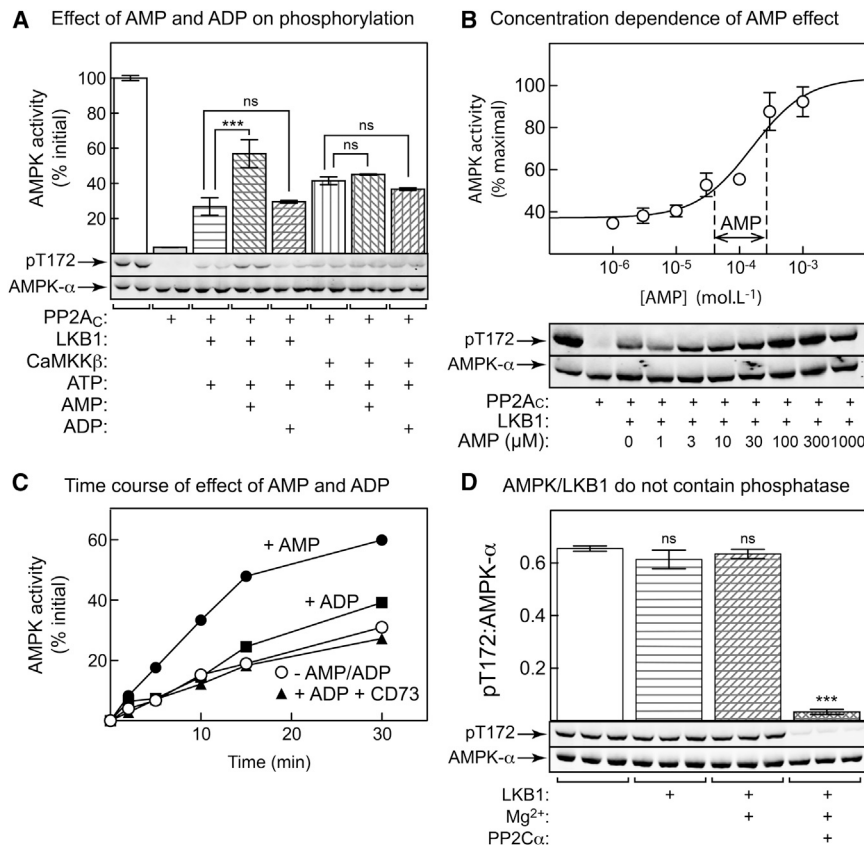 A Effect of AMP and ADP on phosphorylation
AMPK activity
(% initial)
100
80
60
40
20
ns
***
ns
ns
pT172
AMPK-α
PP2Ac: + + + + + + +
LKB1: + + +
CaMKKβ: + + +
ATP: + + + + + +
AMP: + +
ADP: + +
B Concentration dependence of AMP effect
AMPK activity
(% maximal)
100
80
60
40
AMP
10-6 10-5 10-4 10-3
[AMP] (mol.L-1)
pT172
AMPK-α
PP2Ac: + + + + + + + + +
LKB1: + + + + + + + +
AMP (μM): 0 1 3 10 30 100 300 1000
C Time course of effect of AMP and ADP
AMPK activity
(% initial)
60
40
20
+ AMP
+ ADP
- AMP/ADP
+ ADP + CD73
10 20 30
Time (min)
D AMPK/LKB1 do not contain phosphatase
pT172:AMPK-α
0.6
0.4
0.2
ns
ns
***
pT172
AMPK-α
LKB1: + + +
Mg2+: + +
PP2Cα: +